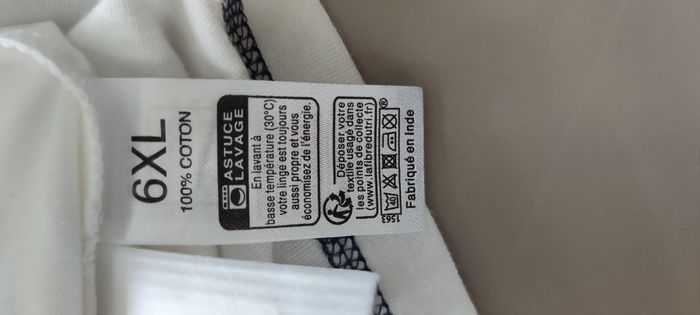 6XL
100% COTON
ASTUCE
LAVAGE
En lavant à
basse température (30°C)
votre linge est toujours
aussi propre et vous
économisez de l'énergie.
Déposer votre
textile usagé dans
les points de collecte
(www.lafibredutri.fr)
1563
®
Fabriqué en Inde